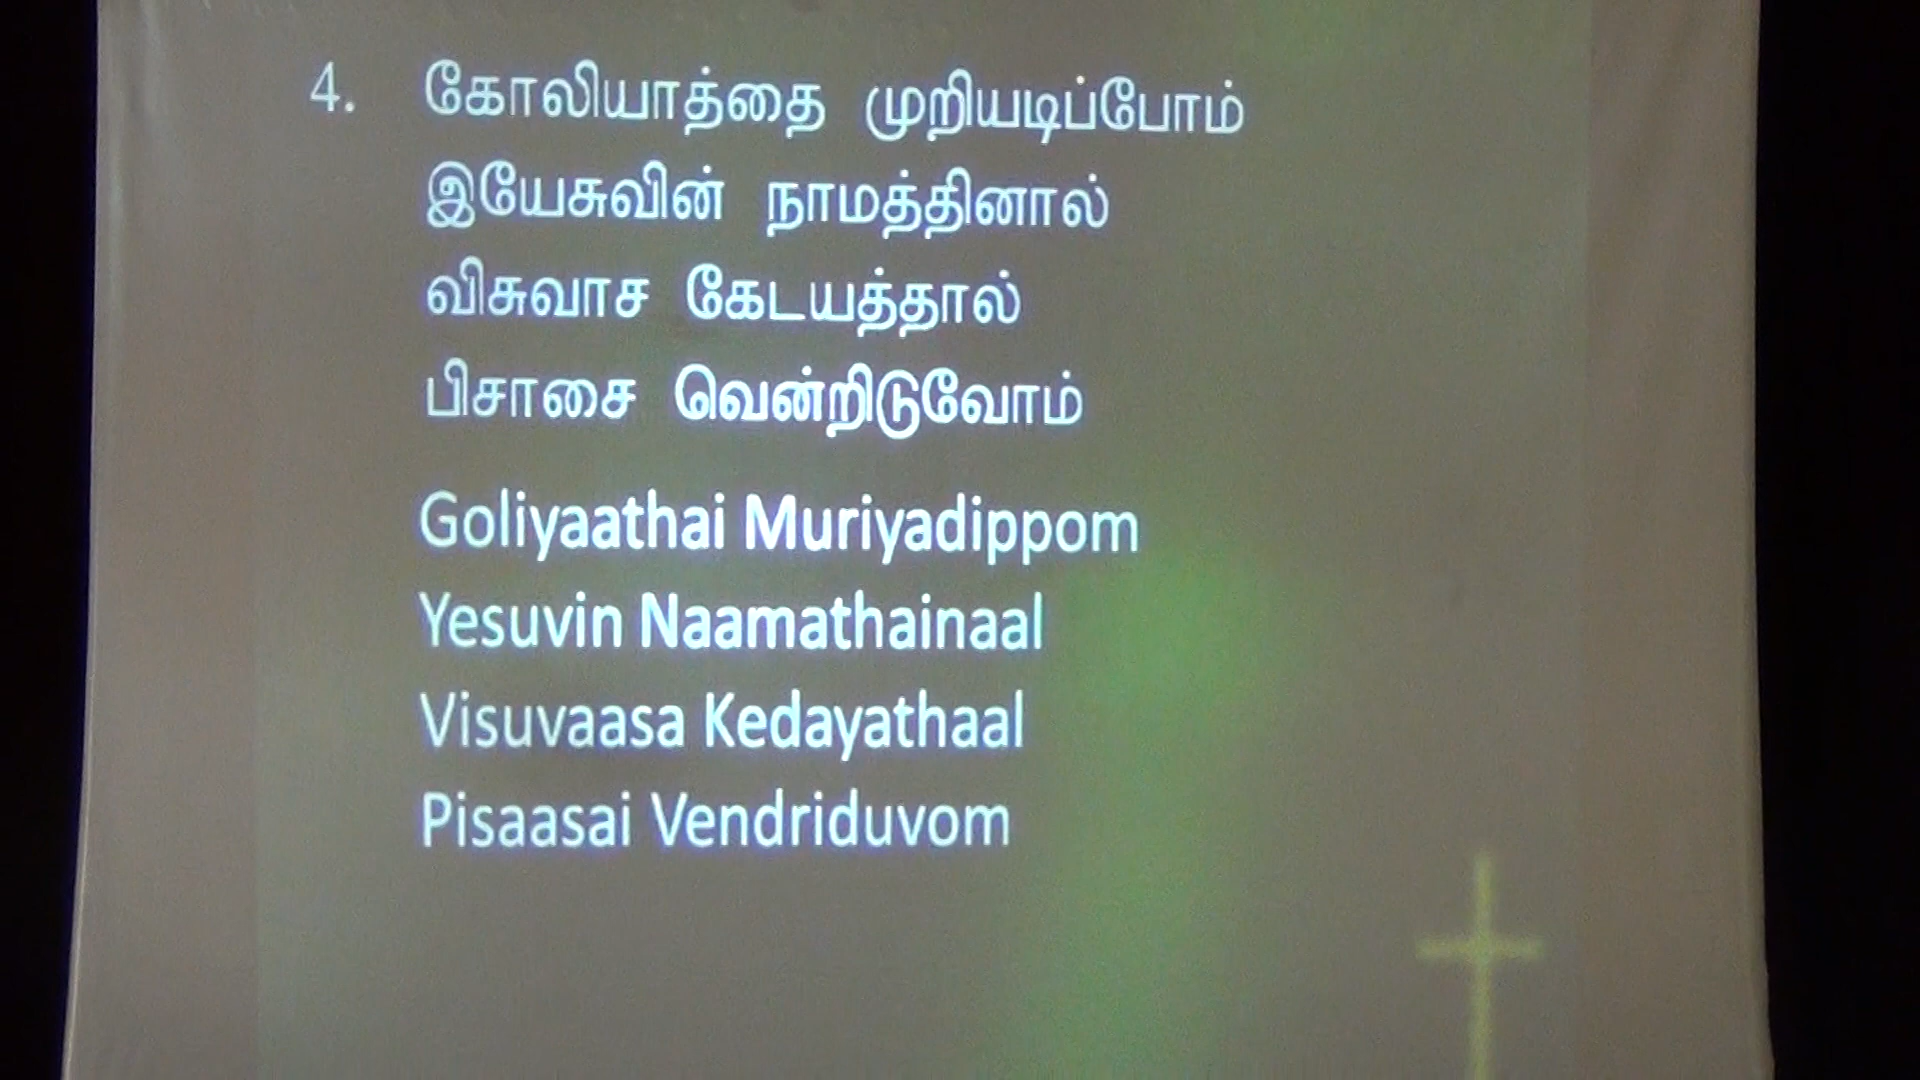 4. கோலியாத்தை முறியடிப்போம்
இயேசுவின் நாமத்தினால்
விசுவாச கேடயத்தால்
பிசாசை வென்றிடுவோம்
Goliyaathai Muriyadippom
Yesuvin Naamathainaal
Visuvaasa Kedayathaal
Pisaasai Vendriduvom